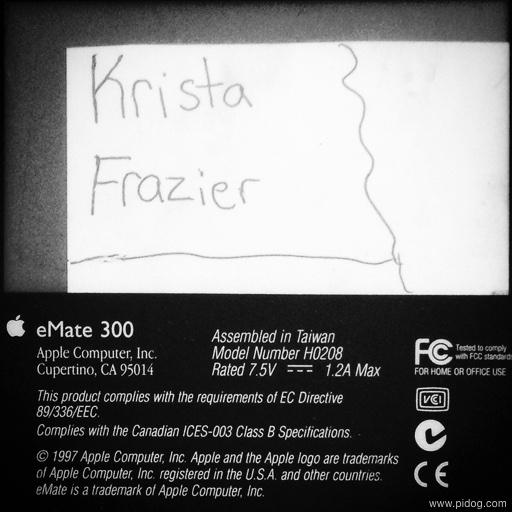 Krista
Frazier
eMate 300
Apple Computer, Inc.
Cupertino, CA 95014
Assembled in Taiwan
Model Number H0208
Rated 7.5V ⎓ 1.2A Max
FC Tested to comply
with FCC standards
FOR HOME OR OFFICE USE
This product complies with the requirements of EC Directive
89/336/EEC.
Complies with the Canadian ICES-003 Class B Specifications.
© 1997 Apple Computer, Inc. Apple and the Apple logo are trademarks
of Apple Computer, Inc. registered in the U.S.A. and other countries.
eMate is a trademark of Apple Computer, Inc.
VCI
CE
www.pidog.com